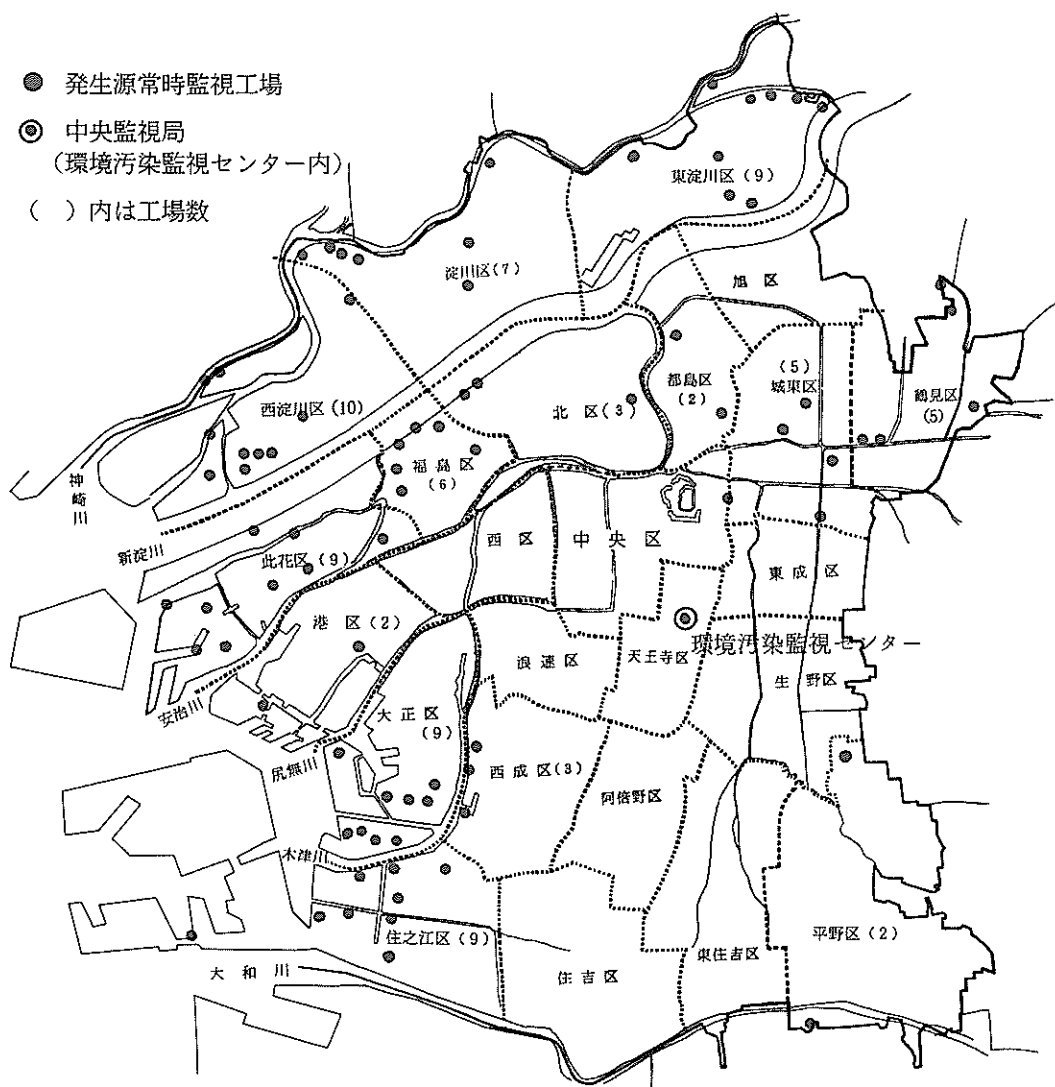 発生源常時監視工場
中央監視局
(環境汚染監視センター内)
( )内は工場数
東淀川区(9)
淀川区(7)
旭区
(5)
城東区
都島区
(2)
鶴見区
(5)
北区(3)
西淀川区(10)
福島区
(6)
神崎川
新淀川
此花区(9)
西区
中央区
東成区
港区(2)
環境汚染監視センター
浪速区
天王寺区
生野区
安治川
大正区
(9)
尻無川
西成区(3)
阿倍野区
木津川
住之江区(9)
平野区(2)
東住吉区
住吉区
大和川